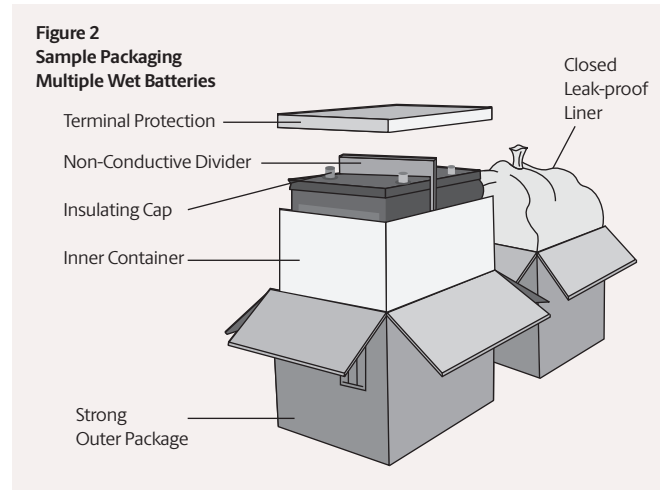 Figure 2
Sample Packaging
Multiple Wet Batteries
Closed
Leak-proof
Liner
Terminal Protection
Non-Conductive Divider
Insulating Cap
Inner Container
Strong
Outer Package